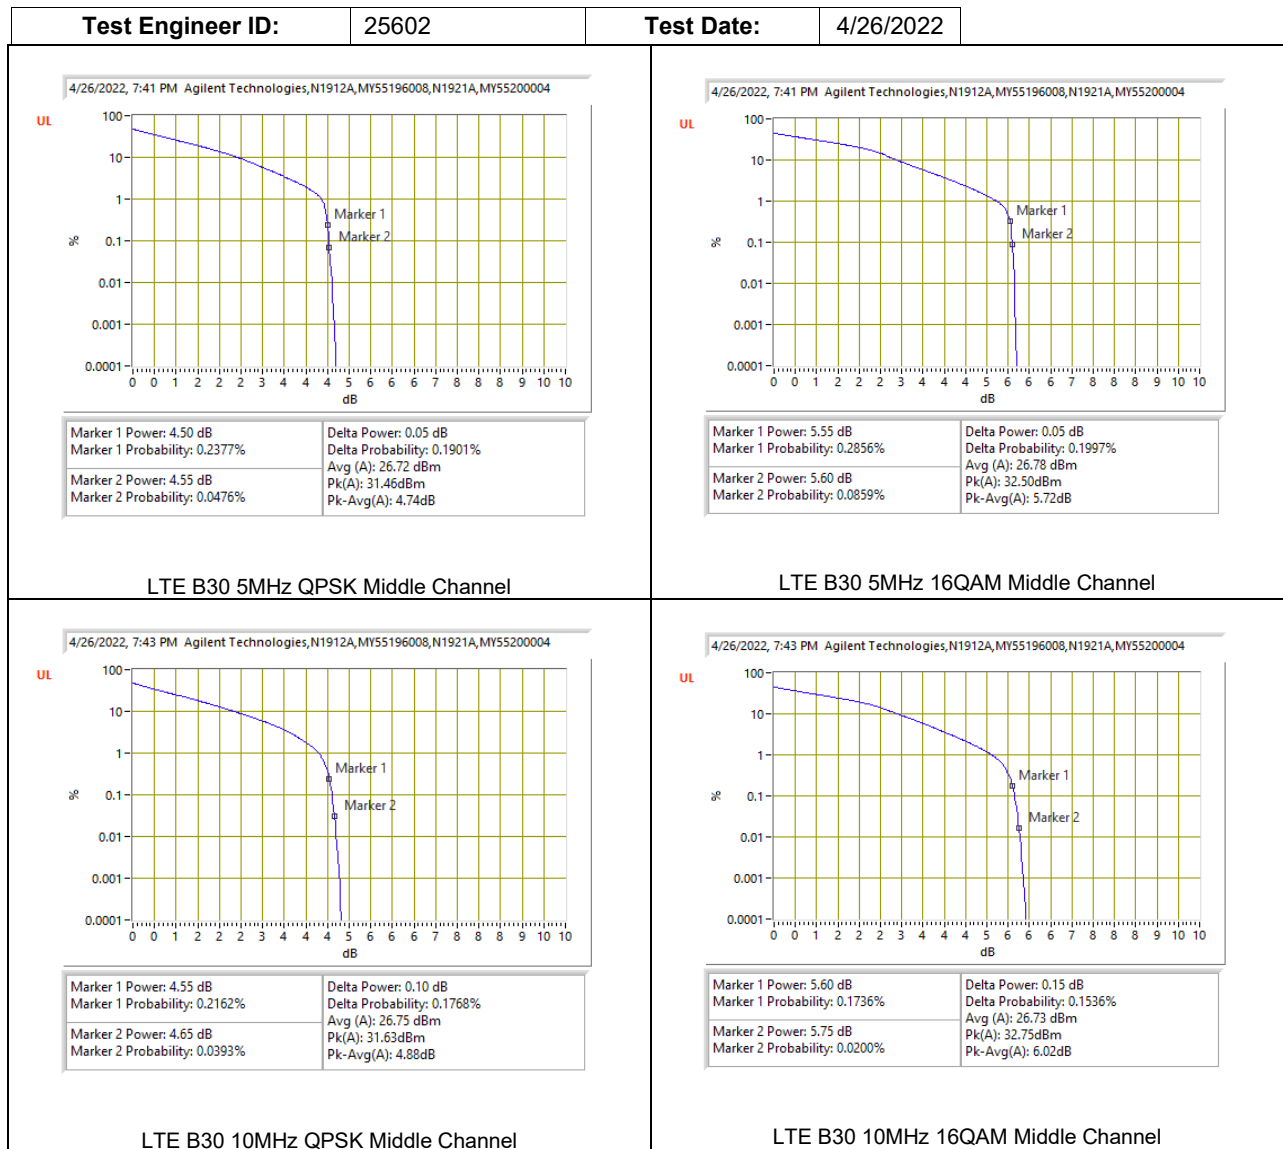 Test Engineer ID: 25602 Test Date: 4/26/2022
4/26/2022, 7:41 PM Agilent Technologies,N1912A,MY55196008,N1921A,MY55200004
UL
100
10
1
0.1
0.01
0.001
0.0001
%
Marker 1
Marker 2
0 0 1 2 2 3 4 4 4 5 6 6 6 7 8 8 8 9 10 10
dB
Marker 1 Power: 4.50 dB
Marker 1 Probability: 0.2377%
Marker 2 Power: 4.55 dB
Marker 2 Probability: 0.0476%
Delta Power: 0.05 dB
Delta Probability: 0.1901%
Avg (A): 26.72 dBm
Pk(A): 31.46dBm
Pk-Avg(A): 4.74dB
LTE B30 5MHz QPSK Middle Channel
4/26/2022, 7:41 PM Agilent Technologies,N1912A,MY55196008,N1921A,MY55200004
UL
100
10
1
0.1
0.01
0.001
0.0001
%
Marker 1
Marker 2
0 0 1 2 2 2 3 4 4 4 5 6 6 6 7 8 8 8 9 10 10
dB
Marker 1 Power: 5.55 dB
Marker 1 Probability: 0.2856%
Marker 2 Power: 5.60 dB
Marker 2 Probability: 0.0859%
Delta Power: 0.05 dB
Delta Probability: 0.1997%
Avg (A): 26.78 dBm
Pk(A): 32.50dBm
Pk-Avg(A): 5.72dB
LTE B30 5MHz 16QAM Middle Channel
4/26/2022, 7:43 PM Agilent Technologies,N1912A,MY55196008,N1921A,MY55200004
UL
100
10
1
0.1
0.01
0.001
0.0001
%
Marker 1
Marker 2
0 0 1 2 2 2 3 4 4 4 5 6 6 6 7 8 8 8 9 10 10
dB
Marker 1 Power: 4.55 dB
Marker 1 Probability: 0.2162%
Marker 2 Power: 4.65 dB
Marker 2 Probability: 0.0393%
Delta Power: 0.10 dB
Delta Probability: 0.1768%
Avg (A): 26.75 dBm
Pk(A): 31.63dBm
Pk-Avg(A): 4.88dB
LTE B30 10MHz QPSK Middle Channel
4/26/2022, 7:43 PM Agilent Technologies,N1912A,MY55196008,N1921A,MY55200004
UL
100
10
1
0.1
0.01
0.001
0.0001
%
Marker 1
Marker 2
0 0 1 2 2 2 3 4 4 4 5 6 6 6 7 8 8 8 9 10 10
dB
Marker 1 Power: 5.60 dB
Marker 1 Probability: 0.1736%
Marker 2 Power: 5.75 dB
Marker 2 Probability: 0.0200%
Delta Power: 0.15 dB
Delta Probability: 0.1536%
Avg (A): 26.73 dBm
Pk(A): 32.75dBm
Pk-Avg(A): 6.02dB
LTE B30 10MHz 16QAM Middle Channel